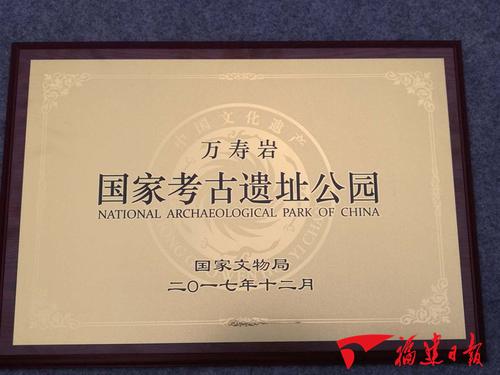 中国文化遗产
万寿岩
国家考古遗址公园
NATIONAL ARCHAEOLOGICAL PARK OF CHINA
国家文物局
二〇一七年十二月
福建日报